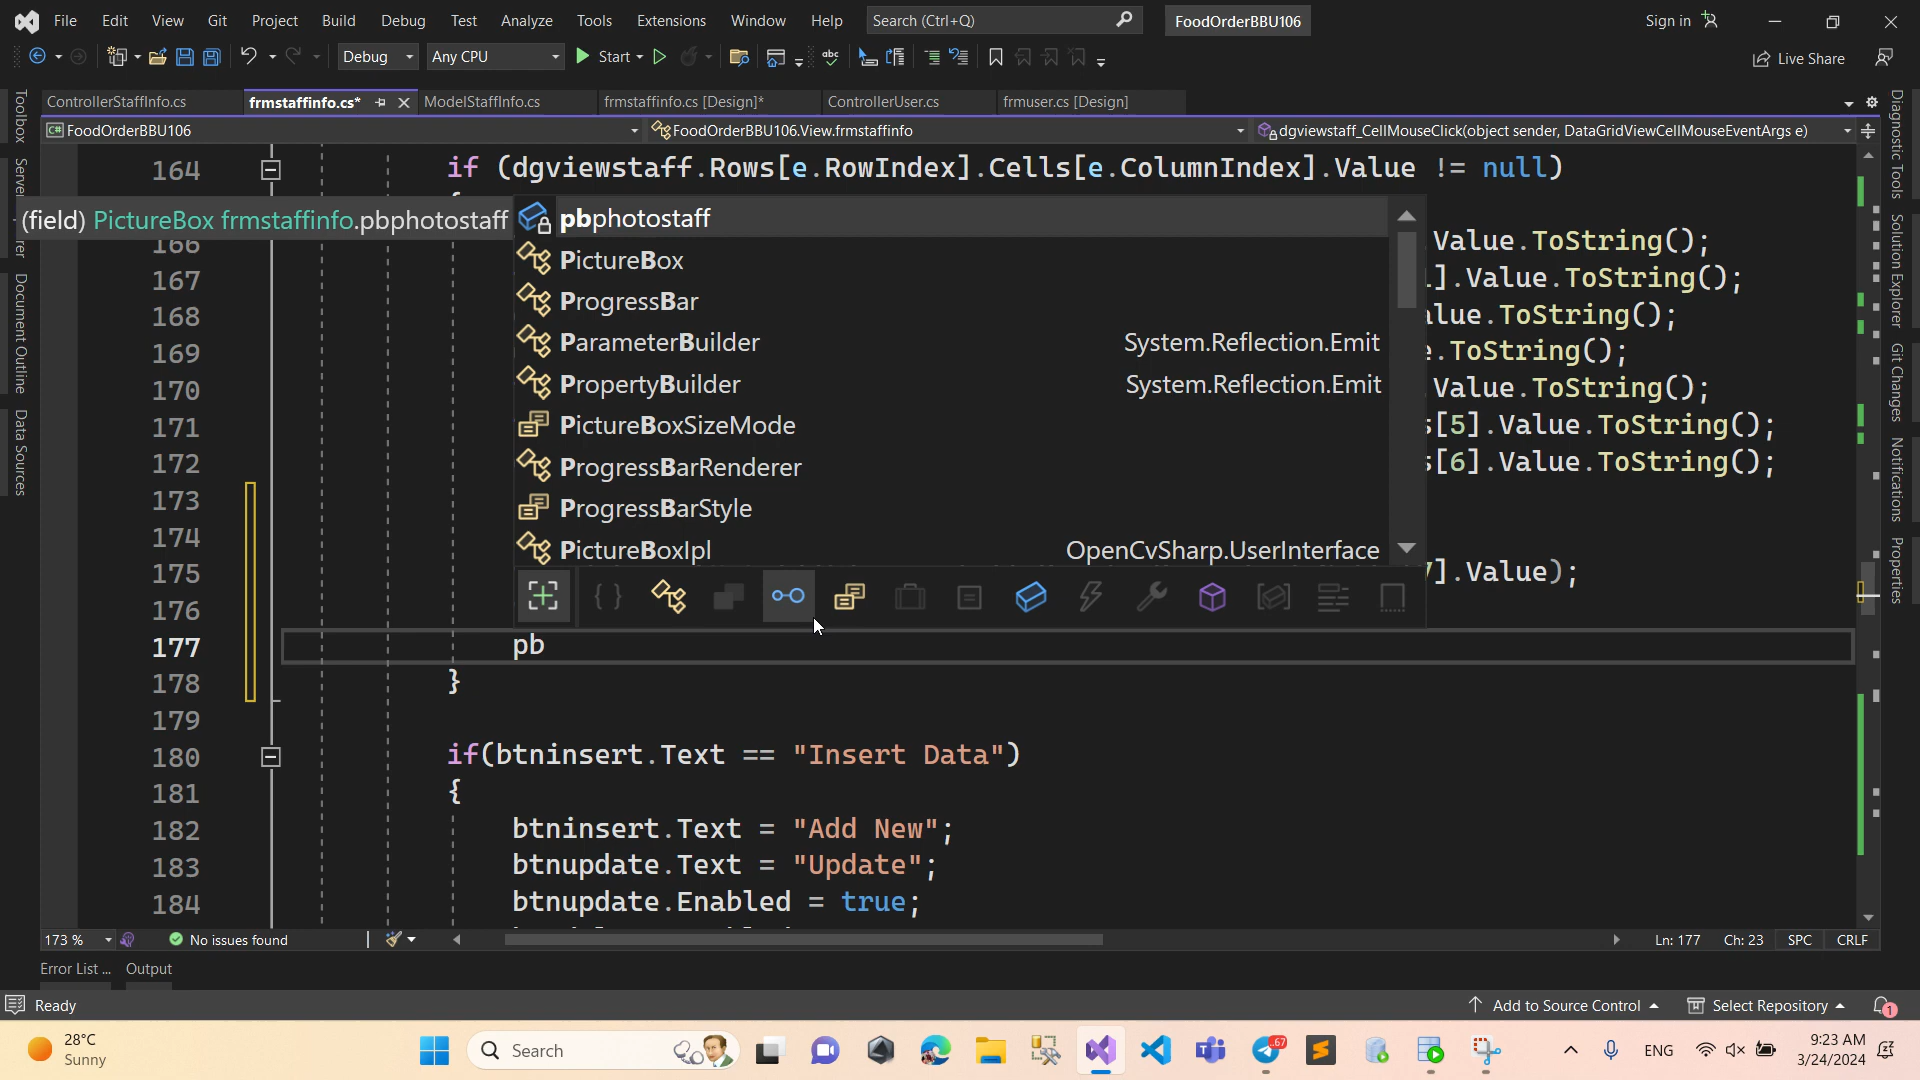 File Edit View Git Project Build Debug Test Analyze Tools Extensions Window Help Search (Ctrl+Q) FoodOrderBBU106 Sign in
Debug Any CPU Start Live Share
ControllerStaffInfo.cs frmstaffinfo.cs* ModelStaffInfo.cs frmstaffinfo.cs [Design]* ControllerUser.cs frmuser.cs [Design]
FoodOrderBBU106 FoodOrderBBU106.View.frmstaffinfo dgviewstaff_CellMouseClick(object sender, DataGridViewCellMouseEventArgs e)
Toolbox
Document Outline
Data Sources
Diagnostic Tools
Solution Explorer
Git Changes
Notifications
Properties
164 if (dgviewstaff.Rows[e.RowIndex].Cells[e.ColumnIndex].Value != null)
(field) PictureBox frmstaffinfo.pbphotostaff pbphotostaff
166 Value.ToString();
PictureBox
167 ].Value.ToString();
ProgressBar
168 lue.ToString();
ParameterBuilder System.Reflection.Emit
169 .ToString();
PropertyBuilder System.Reflection.Emit
170 Value.ToString();
PictureBoxSizeMode
171 [5].Value.ToString();
ProgressBarRenderer
172 [6].Value.ToString();
173
ProgressBarStyle
174
PictureBoxIpl OpenCvSharp.UserInterface
175 ].Value);
176
177 pb
178 }
179
180 if(btninsert.Text == "Insert Data")
181 {
182 btninsert.Text = "Add New";
183 btnupdate.Text = "Update";
184 btnupdate.Enabled = true;
173 % No issues found Ln: 177 Ch: 23 SPC CRLF
Error List ... Output
Ready Add to Source Control Select Repository 1
28°C
Sunny
Search .67 ENG 9:23 AM
3/24/2024